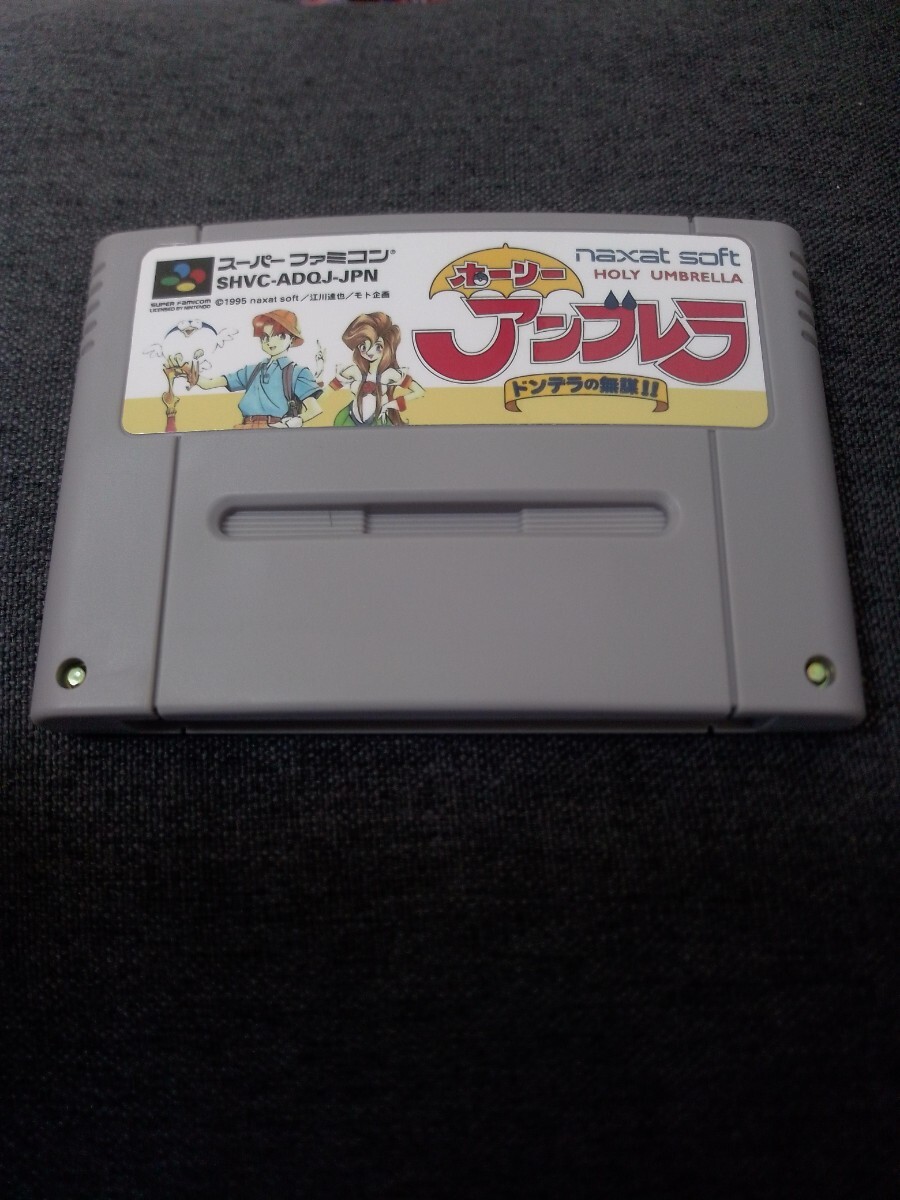 スーパーファミコン®
SHVC-ADQJ-JPN
SUPER FAMICOM
LICENSED BY NINTENDO
©1995 naxat soft/江川達也/モト企画
naxat soft
HOLY UMBRELLA
ホーリー
アンブレラ
ドンデラの無謀!!